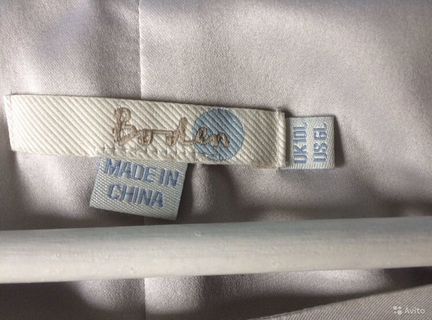 Boden
MADE IN
CHINA
UK 10L
US 6L
Avito